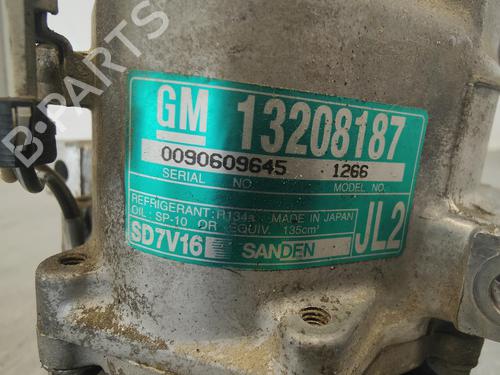 B-PARTS
GM 13208187
0090609645 1266
SERIAL NO. MODEL NO.
REFRIGERANT: R134a MADE IN JAPAN
OIL: SP-10 OR EQUIV. 135cm³
SD7V16 SANDEN JL2